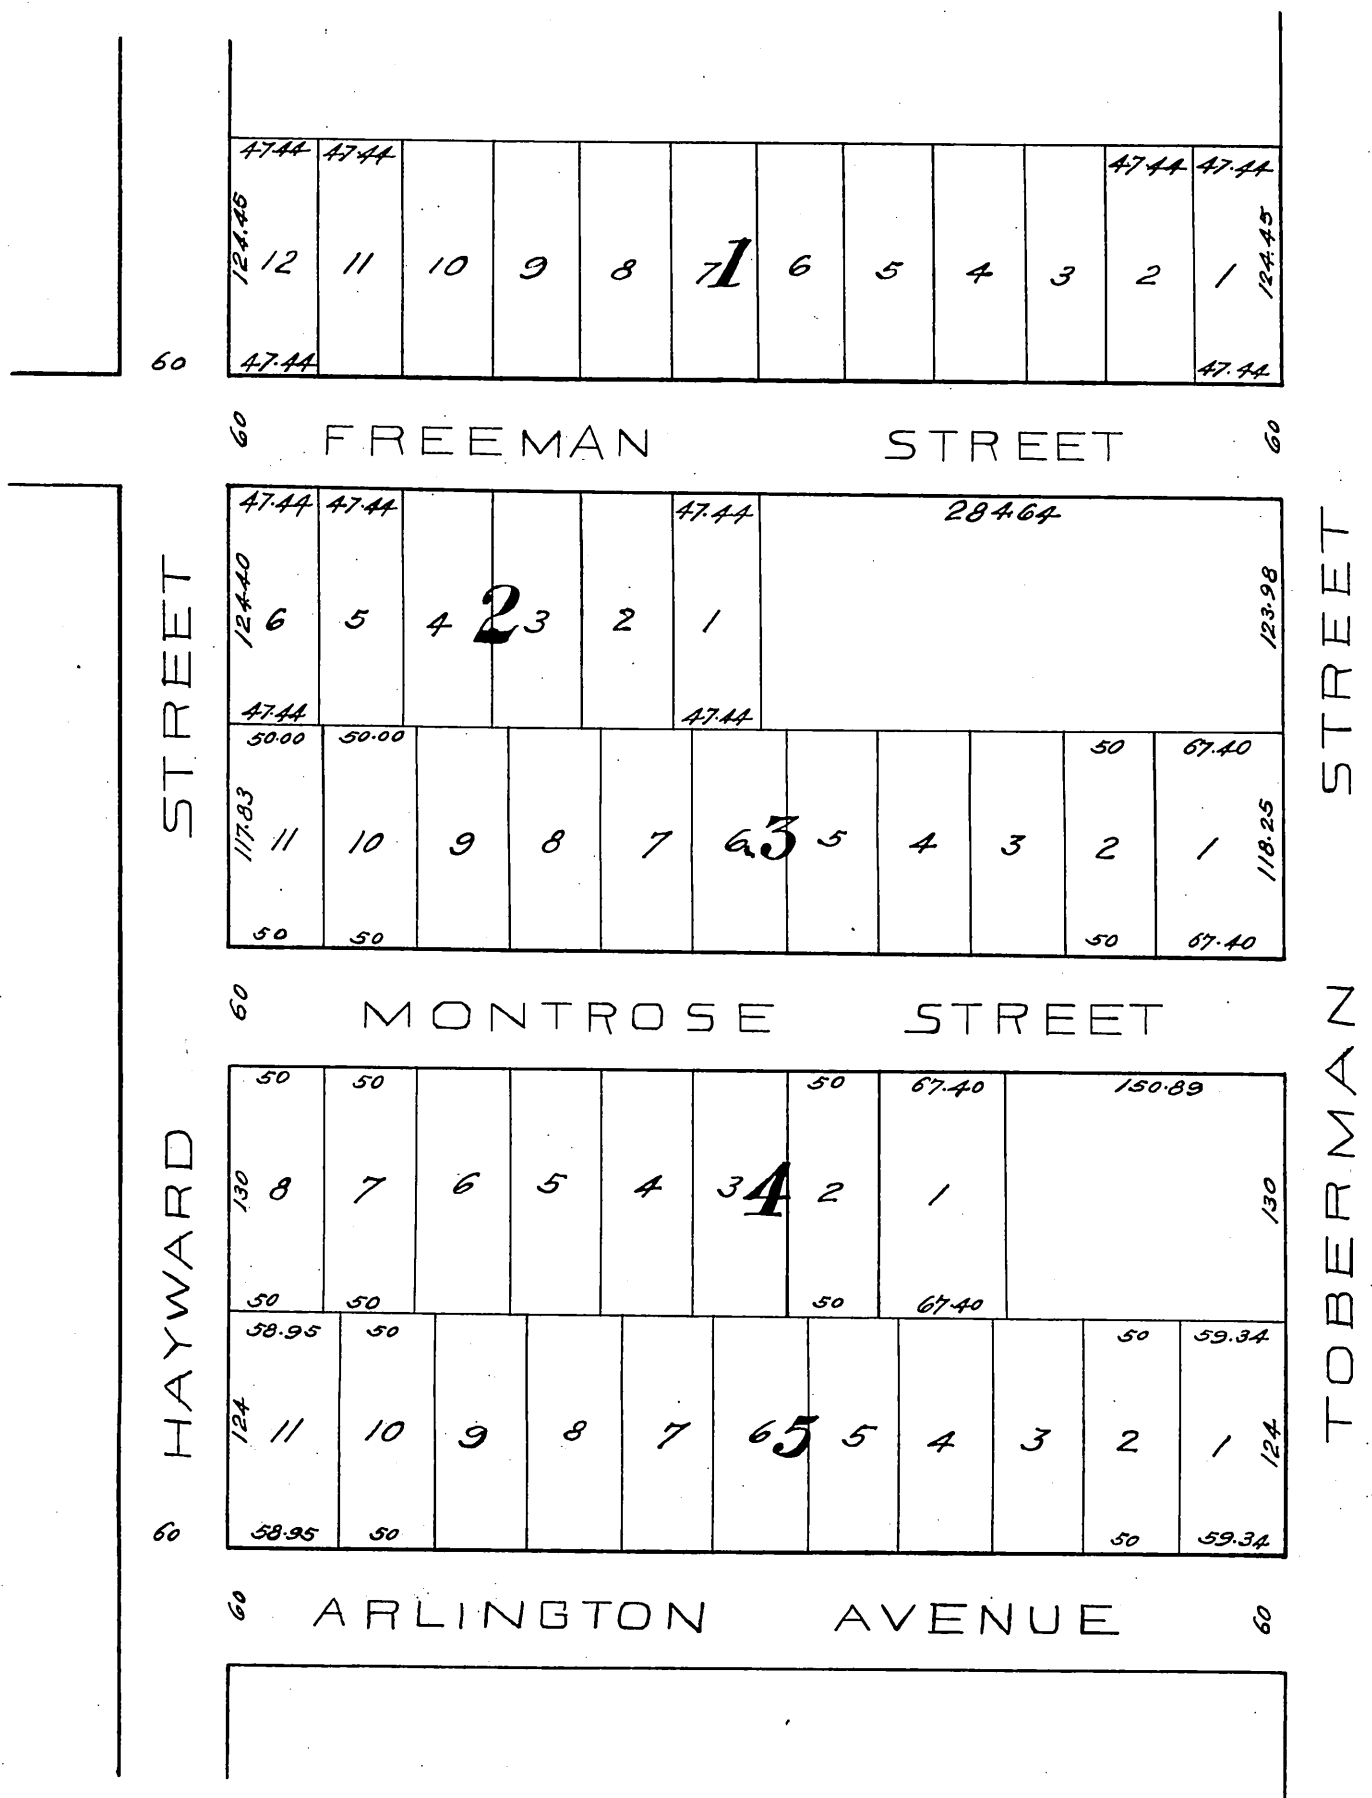 47.44 47.44 47.44 47.44
124.45 12 11 10 9 8 7 1 6 5 4 3 2 1 124.45
60 47.44 47.44
60 FREEMAN STREET 60
47.44 47.44 47.44 284.64
124.40 6 5 4 2 3 2 1 123.98
47.44 47.44
50.00 50.00 50 67.40
117.83 11 10 9 8 7 6 3 5 4 3 2 1 118.25
50 50 50 67.40
60 MONTROSE STREET
50 50 50 67.40 150.89
130 8 7 6 5 4 3 4 2 1 130
50 50 50 67.40
58.95 50 50 59.34
124 11 10 9 8 7 6 5 5 4 3 2 1 124
60 58.95 50 50 59.34
60 ARLINGTON AVENUE 60
HAYWARD STREET
TOBERMAN STREET